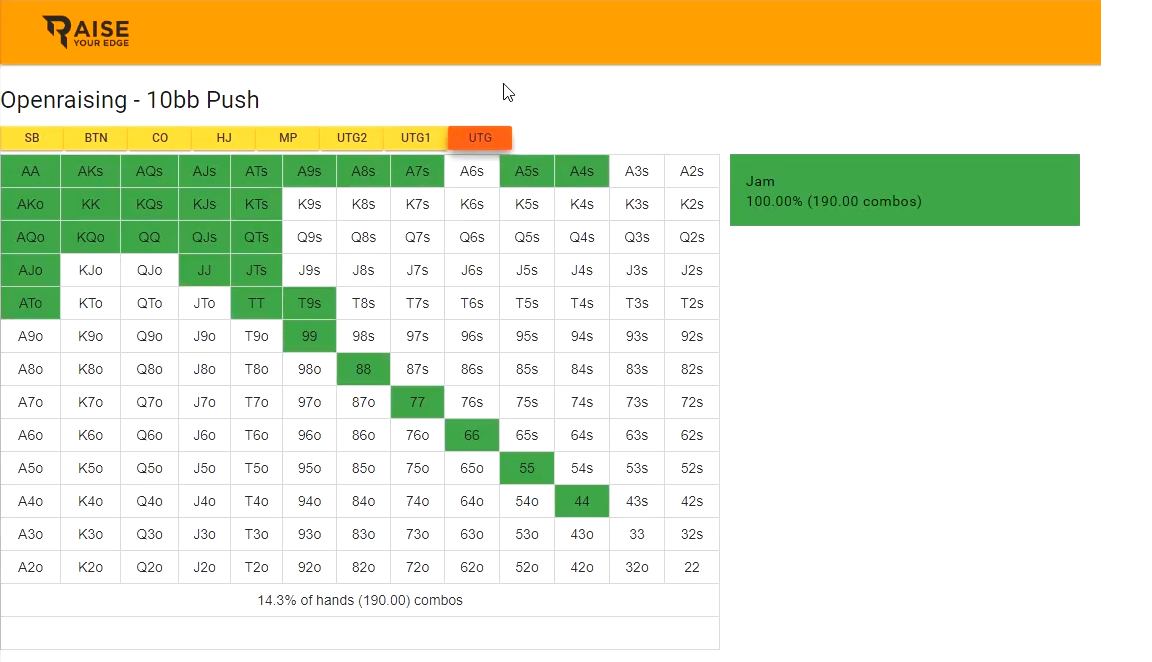 RAISE
YOUR EDGE
Openraising - 10bb Push
SB BTN CO HJ MP UTG2 UTG1 UTG
AA AKs AQs AJs ATs A9s A8s A7s A6s A5s A4s A3s A2s
AKo KK KQs KJs KTs K9s K8s K7s K6s K5s K4s K3s K2s
AQo KQo QQ QJs QTs Q9s Q8s Q7s Q6s Q5s Q4s Q3s Q2s
AJo KJo QJo JJ JTs J9s J8s J7s J6s J5s J4s J3s J2s
ATo KTo QTo JTo TT T9s T8s T7s T6s T5s T4s T3s T2s
A9o K9o Q9o J9o T9o 99 98s 97s 96s 95s 94s 93s 92s
A8o K8o Q8o J8o T8o 98o 88 87s 86s 85s 84s 83s 82s
A7o K7o Q7o J7o T7o 97o 87o 77 76s 75s 74s 73s 72s
A6o K6o Q6o J6o T6o 96o 86o 76o 66 65s 64s 63s 62s
A5o K5o Q5o J5o T5o 95o 85o 75o 65o 55 54s 53s 52s
A4o K4o Q4o J4o T4o 94o 84o 74o 64o 54o 44 43s 42s
A3o K3o Q3o J3o T3o 93o 83o 73o 63o 53o 43o 33 32s
A2o K2o Q2o J2o T2o 92o 82o 72o 62o 52o 42o 32o 22
14.3% of hands (190.00) combos
Jam
100.00% (190.00 combos)